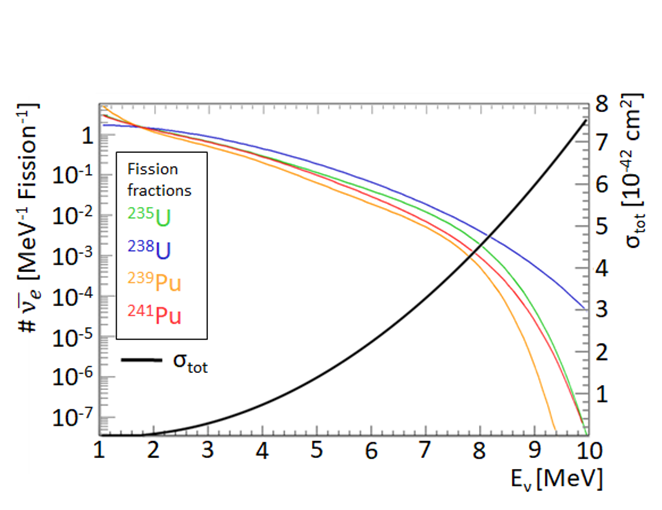 # ν̅e [MeV-1 Fission-1]
1
10-1
10-2
10-3
10-4
10-5
10-6
10-7
Fission
fractions
235U
238U
239Pu
241Pu
σtot
8
7
6
5
4
3
2
1
σtot [10-42 cm2]
1 2 3 4 5 6 7 8 9 10
Eν [MeV]